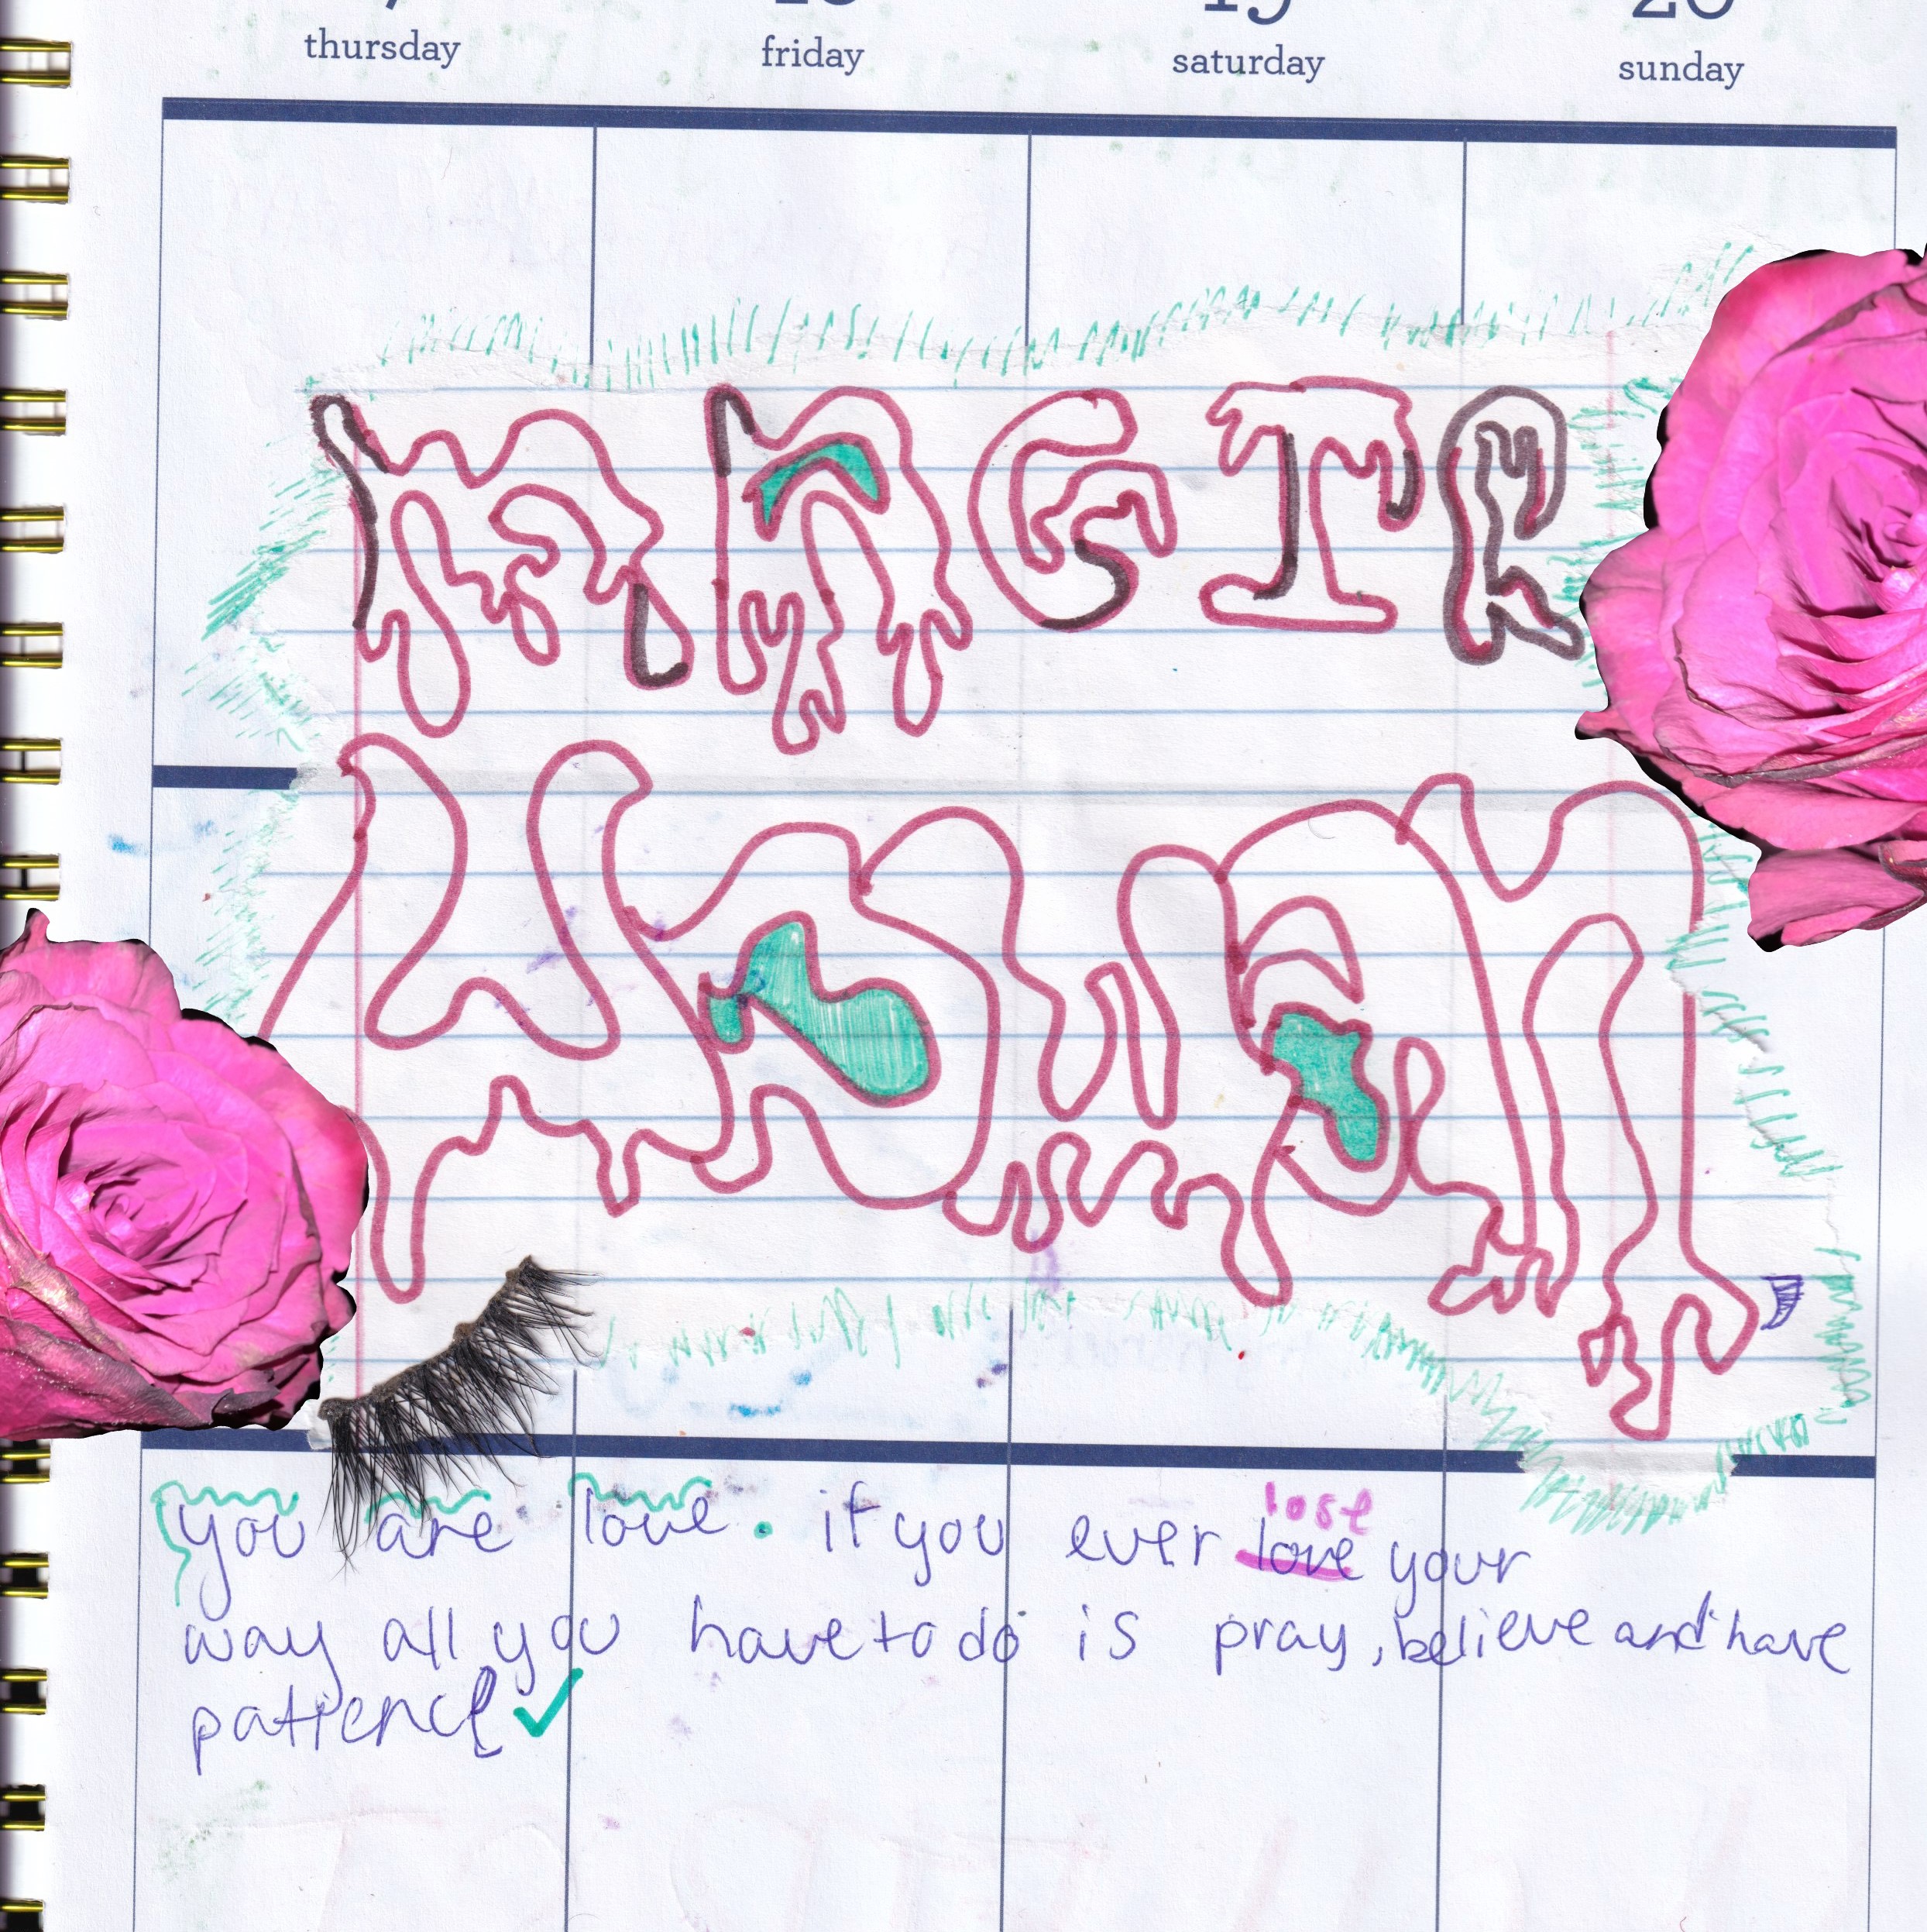 thursday friday saturday sunday
MAGIC
woman
you are love. if you ever love lose your
way all you have to do is pray, believe and have
patience